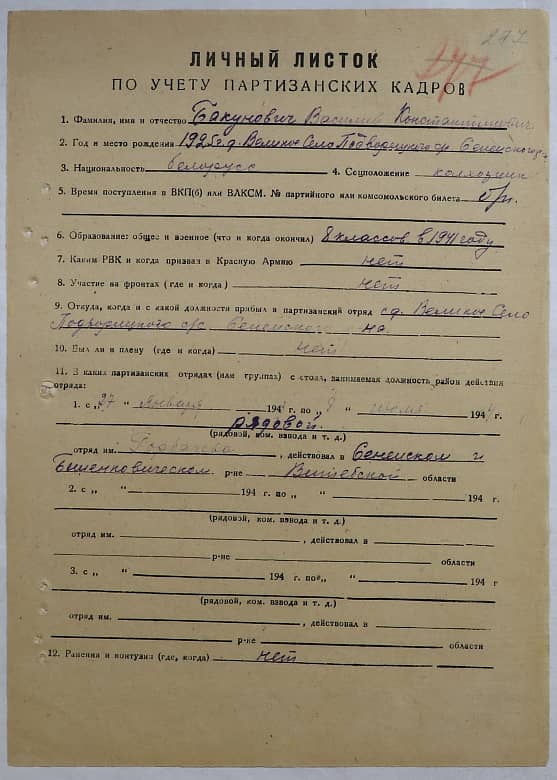 277
277
ЛИЧНЫЙ ЛИСТОК
ПО УЧЕТУ ПАРТИЗАНСКИХ КАДРОВ
1. Фамилия, имя и отчество Бакунович Василий Константинович
2. Год и место рождения 1925 г. д. Великое Село Подворицкого с/с. Сененского р-
3. Национальность белорусс 4. Соцположение колхозник
5. Время поступления в ВКП(б) или ВЛКСМ. № партийного или комсомольского билета б/п.
6. Образование: общее и военное (что и когда окончил) 8 классов в 1941 году
7. Каким РВК и когда призван в Красную Армию нет
8. Участие на фронтах (где и когда) нет.
9. Откуда, когда и с какой должности прибыл в партизанский отряд с д. Великое Село
Подворицкого с/с. Сененского на
10. Был ли в плену (где и когда) нет
11. В каких партизанских отрядах (или группах) состоял, занимаемая должность, район действия
отряда:
1. с „27 " января 194 г. по „ " июля 194 г.
рядовой.
(рядовой, ком. взвода и т. д.)
отряд им. , действовал в Сененском и
Бешенковическом р-не Витебской области
2. с „ " 194 г. по „ " 194 г.
(рядовой, ком. взвода и т. д.)
отряд им. , действовал в
р-не области
3. с „ " 194 г. по „ " 194 г
(рядовой, ком. взвода и т. д.)
отряд им. , действовал в
р-не области
12. Ранения и контузии (где, когда) нет